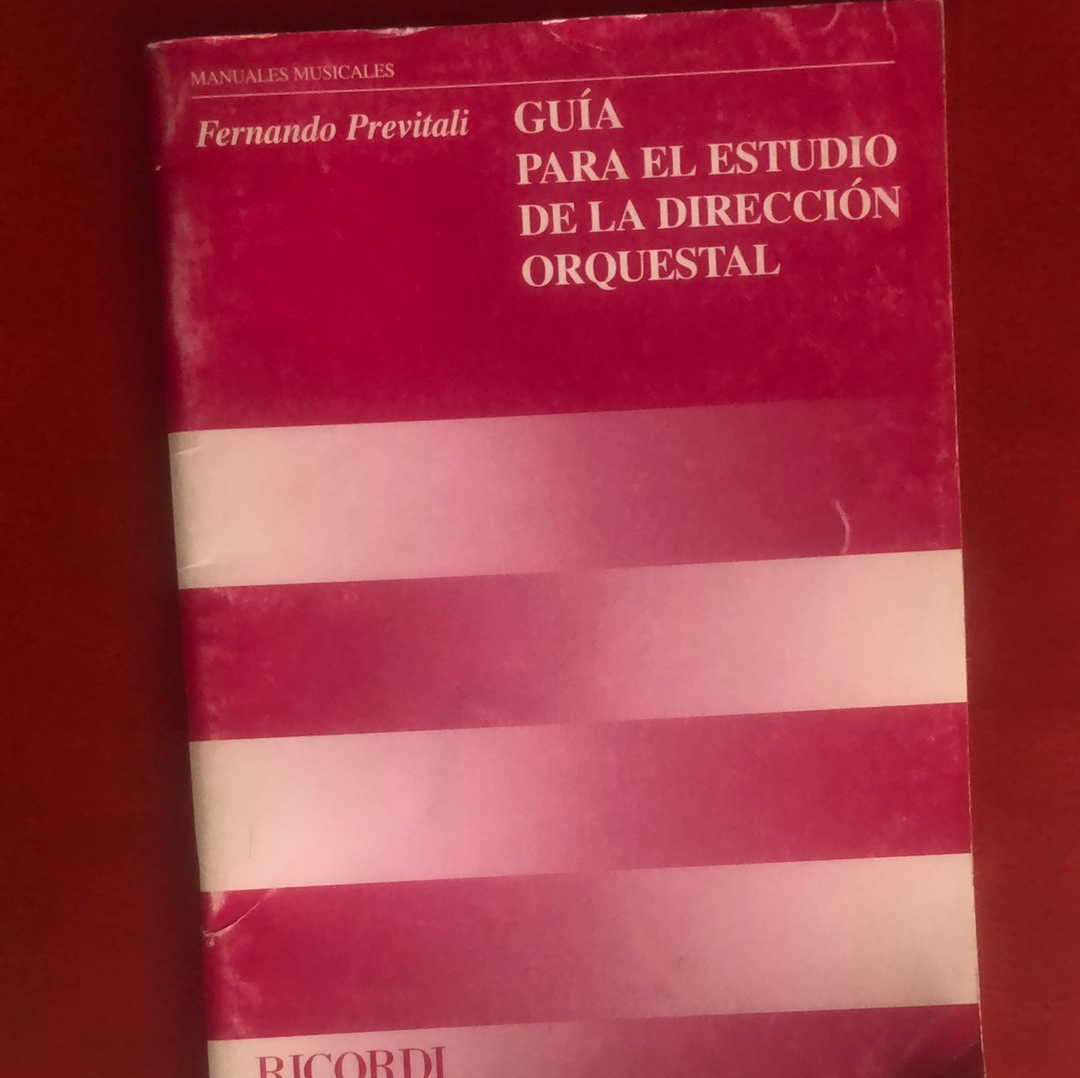 MANUALES MUSICALES
Fernando Previtali
GUÍA
PARA EL ESTUDIO
DE LA DIRECCIÓN
ORQUESTAL
RICORDI